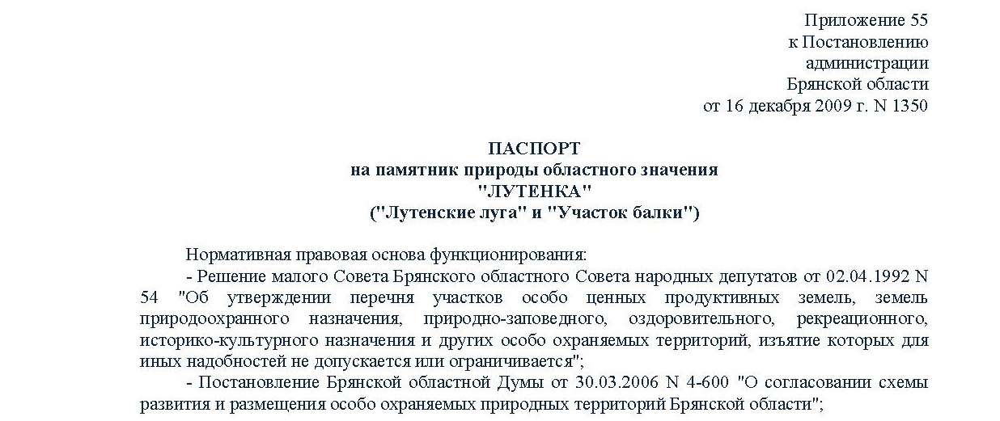 Приложение 55
к Постановлению
администрации
Брянской области
от 16 декабря 2009 г. N 1350
ПАСПОРТ
на памятник природы областного значения
"ЛУТЕНКА"
("Лутенские луга" и "Участок балки")
Нормативная правовая основа функционирования:
- Решение малого Совета Брянского областного Совета народных депутатов от 02.04.1992 N
54 "Об утверждении перечня участков особо ценных продуктивных земель, земель
природоохранного назначения, природно-заповедного, оздоровительного, рекреационного,
историко-культурного назначения и других особо охраняемых территорий, изъятие которых для
иных надобностей не допускается или ограничивается";
- Постановление Брянской областной Думы от 30.03.2006 N 4-600 "О согласовании схемы
развития и размещения особо охраняемых природных территорий Брянской области";